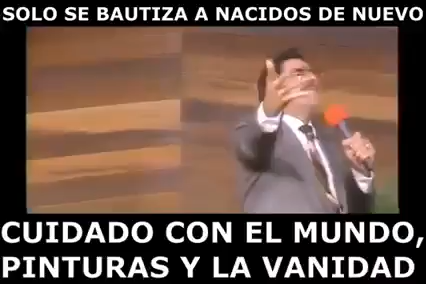 SOLO SE BAUTIZA A NACIDOS DE NUEVO
CUIDADO CON EL MUNDO,
PINTURAS Y LA VANIDAD